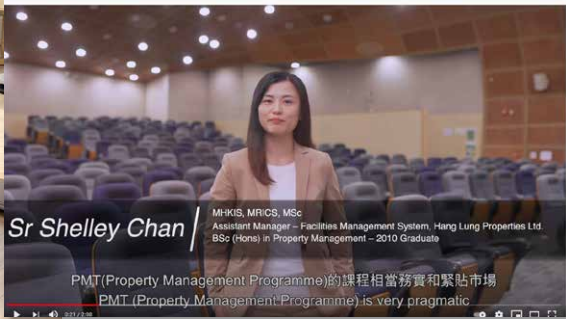 Sr Shelley Chan
MHKIS, MRICS, MSc
Assistant Manager – Facilities Management System, Hang Lung Properties Ltd.
BSc (Hons) in Property Management – 2010 Graduate
PMT(Property Management Programme)的課程相當務實和緊貼市場
PMT (Property Management Programme) is very pragmatic